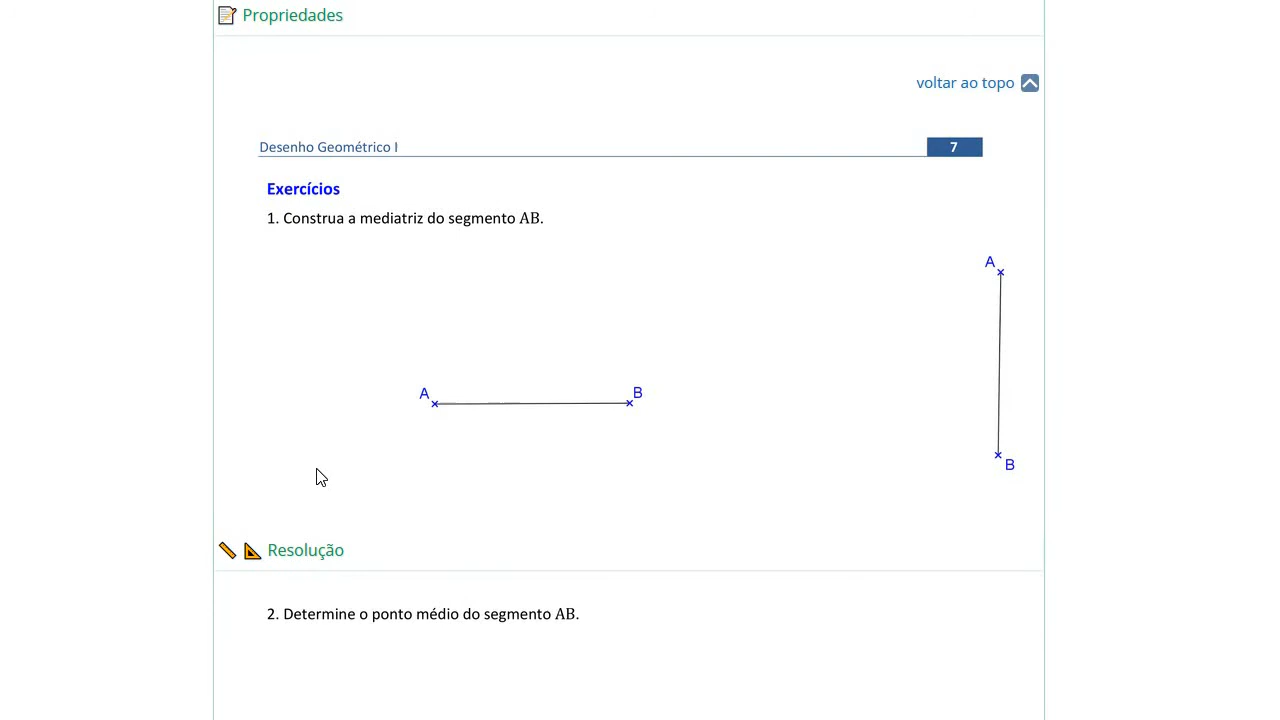 Propriedades
voltar ao topo
Desenho Geométrico I
7
Exercícios
1. Construa a mediatriz do segmento AB.
A
A
B
B
Resolução
2. Determine o ponto médio do segmento AB.